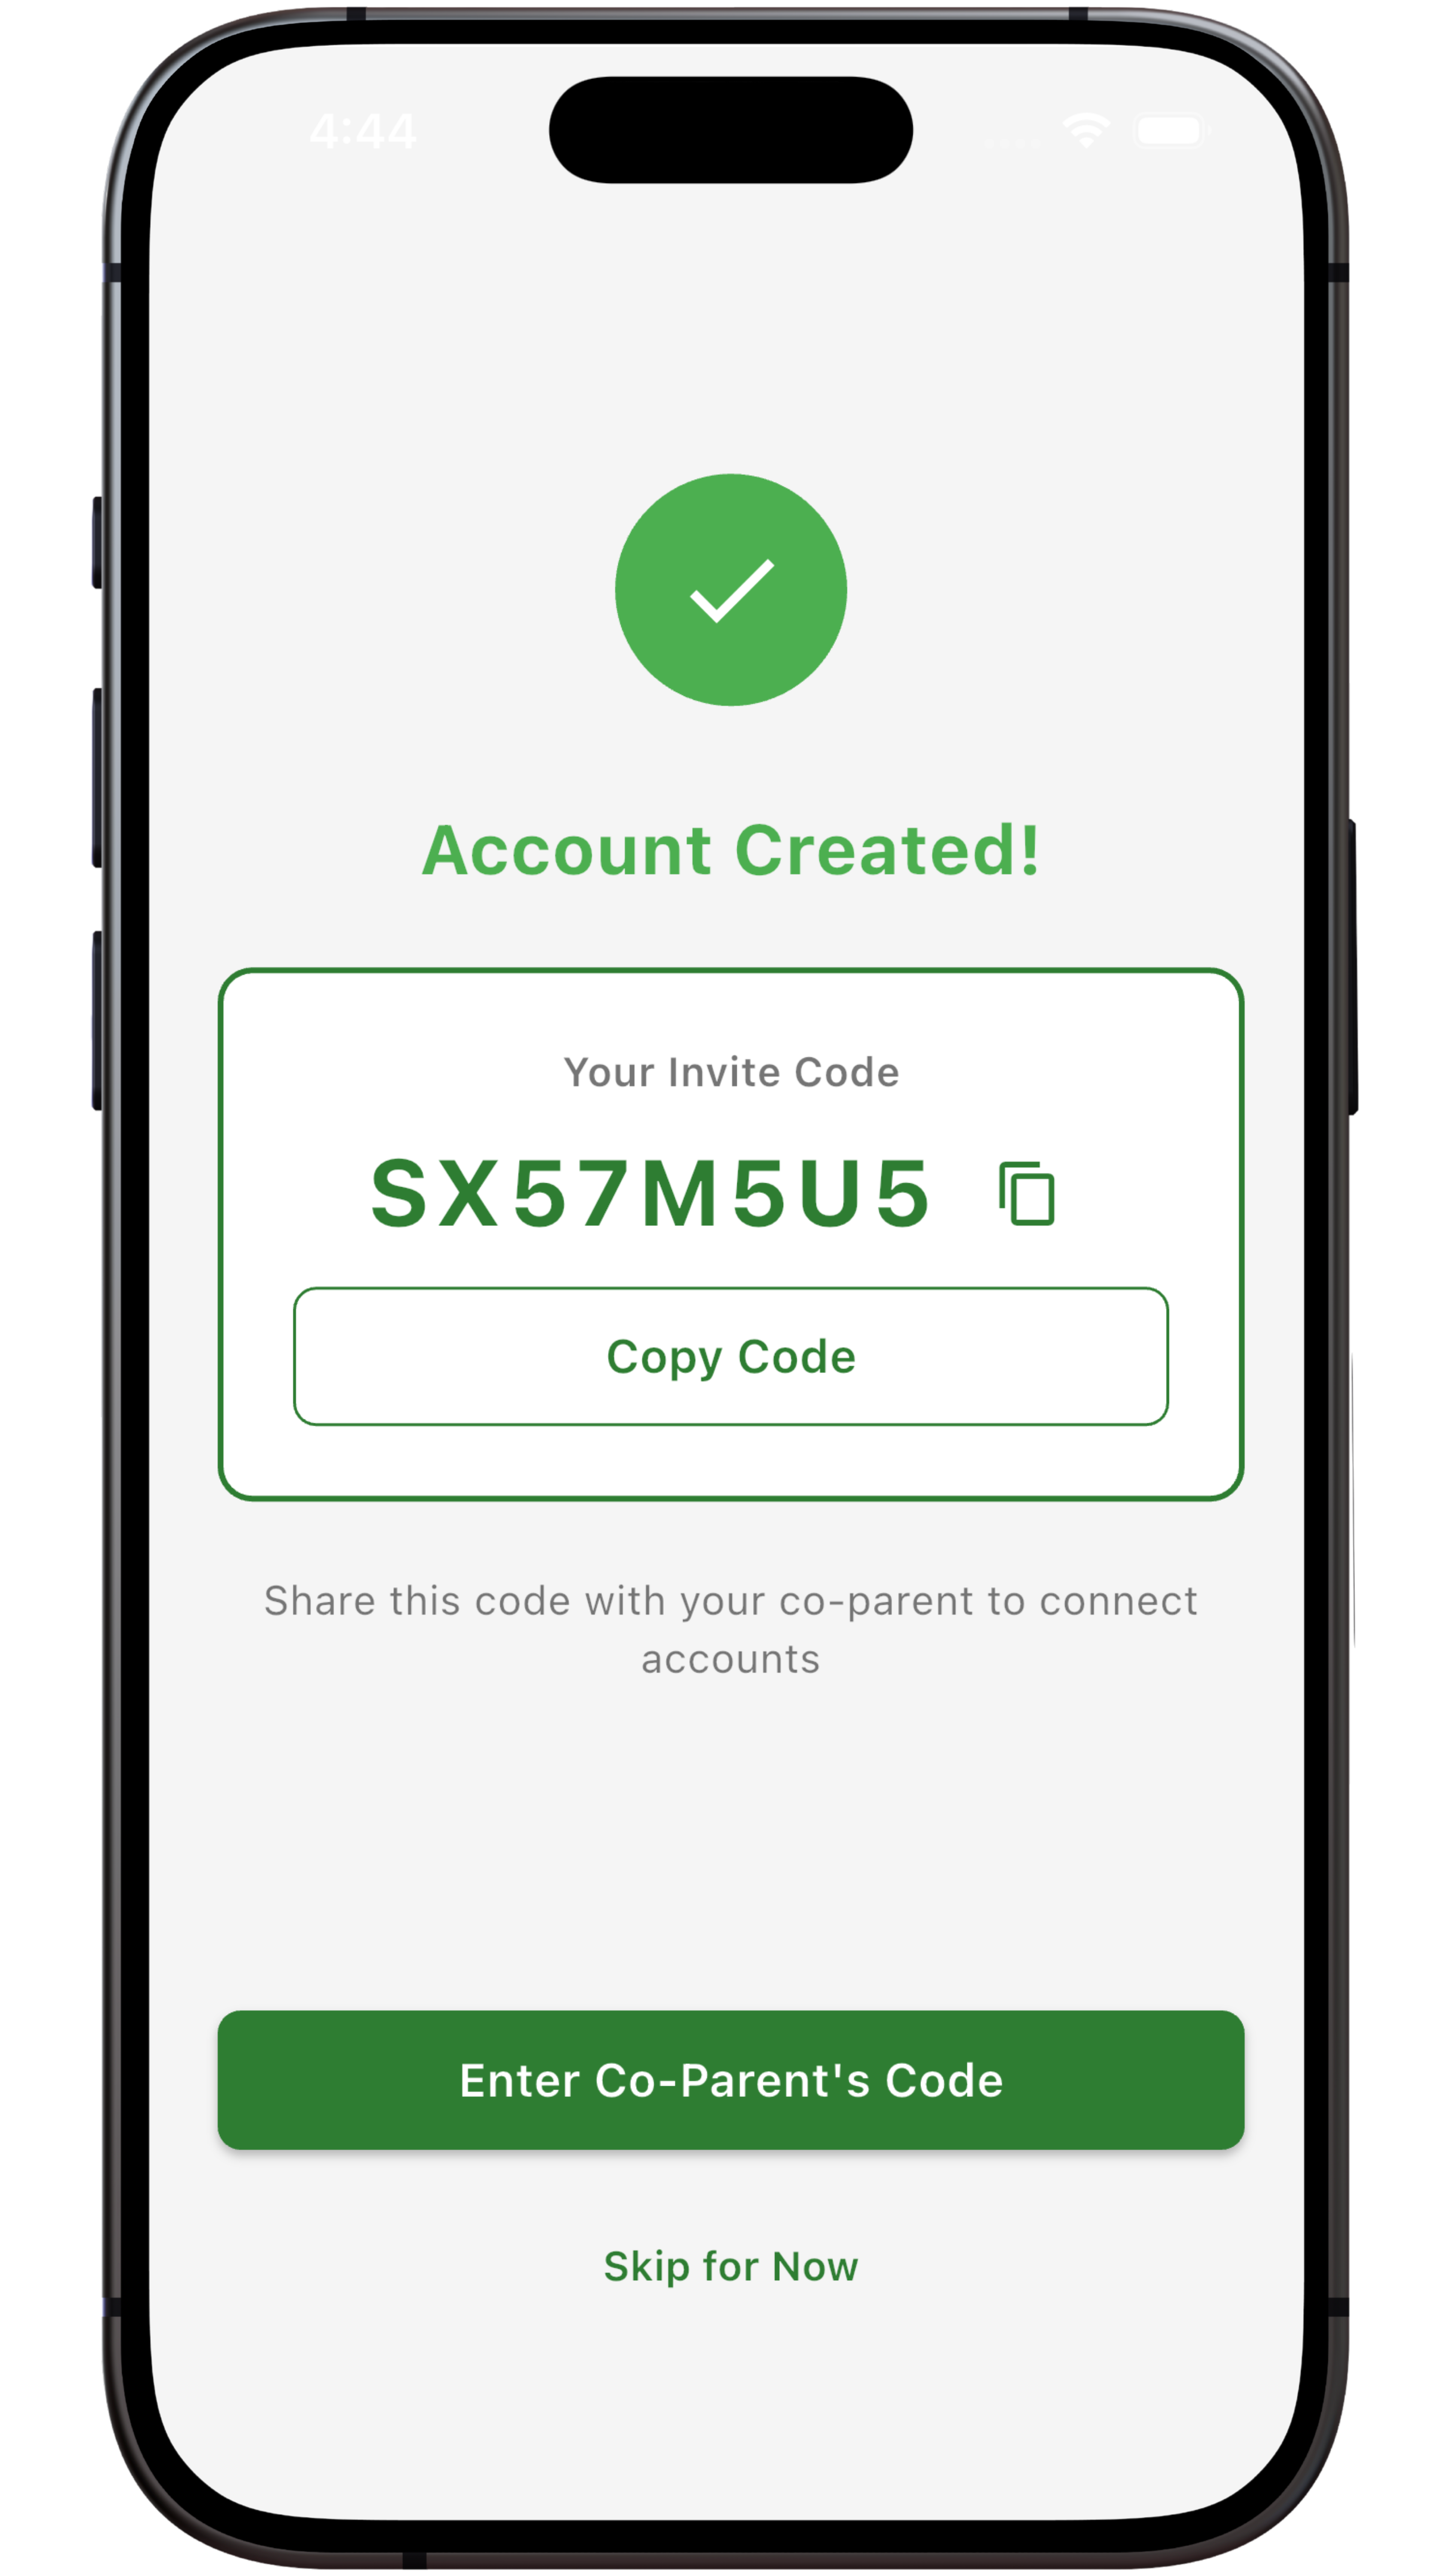 4:44
Account Created!
Your Invite Code
SX57M5U5
Copy Code
Share this code with your co-parent to connect
accounts
Enter Co-Parent's Code
Skip for Now